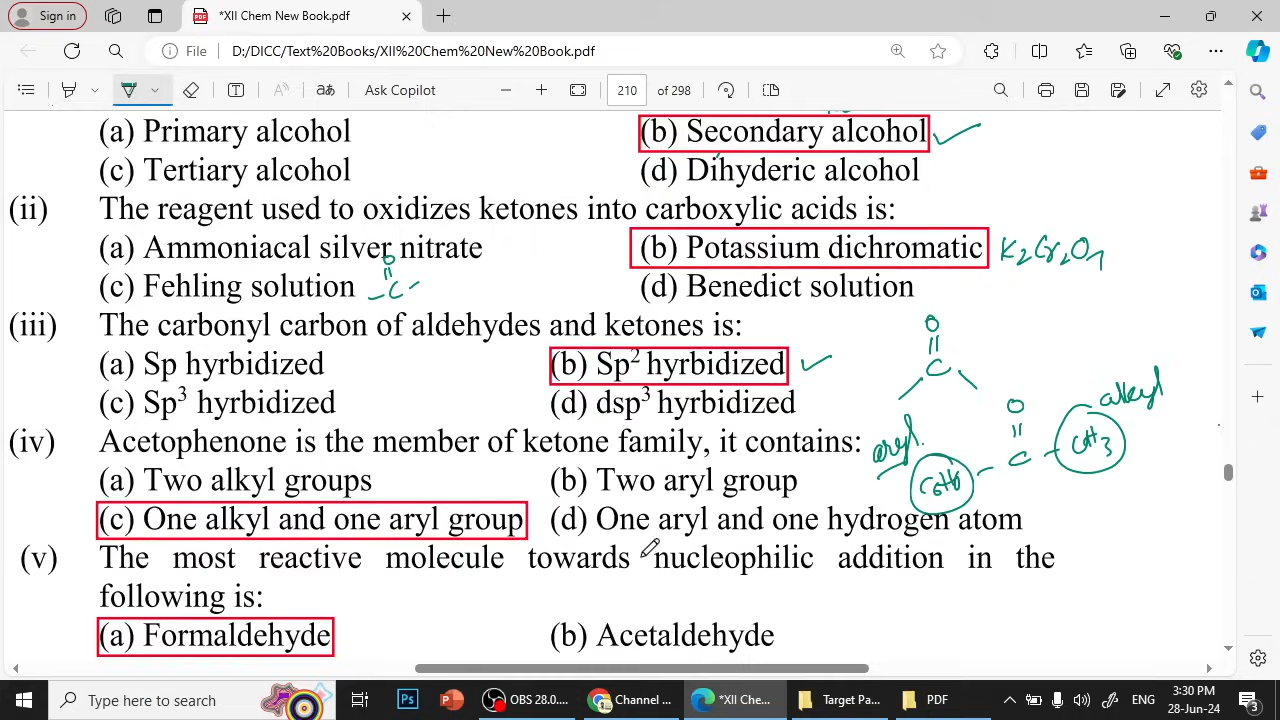 Sign in
*XII Chem New Book.pdf
File D:/DICC/Text%20Books/XII%20Chem%20New%20Book.pdf
aあ Ask Copilot 210 of 298
(a) Primary alcohol (b) Secondary alcohol
(c) Tertiary alcohol (d) Dihyderic alcohol
(ii) The reagent used to oxidizes ketones into carboxylic acids is:
(a) Ammoniacal silver nitrate (b) Potassium dichromatic K2Cr2O7
O
(c) Fehling solution C (d) Benedict solution
(iii) The carbonyl carbon of aldehydes and ketones is:
O
(a) Sp hyrbidized (b) Sp² hyrbidized C
(c) Sp³ hyrbidized (d) dsp³ hyrbidized O alkyl
(iv) Acetophenone is the member of ketone family, it contains: aryl. C CH3
(a) Two alkyl groups (b) Two aryl group
(c) One alkyl and one aryl group (d) One aryl and one hydrogen atom
(v) The most reactive molecule towards nucleophilic addition in the
following is:
(a) Formaldehyde (b) Acetaldehyde
Type here to search Ps OBS 28.0.... Channel ... *XII Che... Target Pa... PDF ENG 3:30 PM
28-Jun-24 3